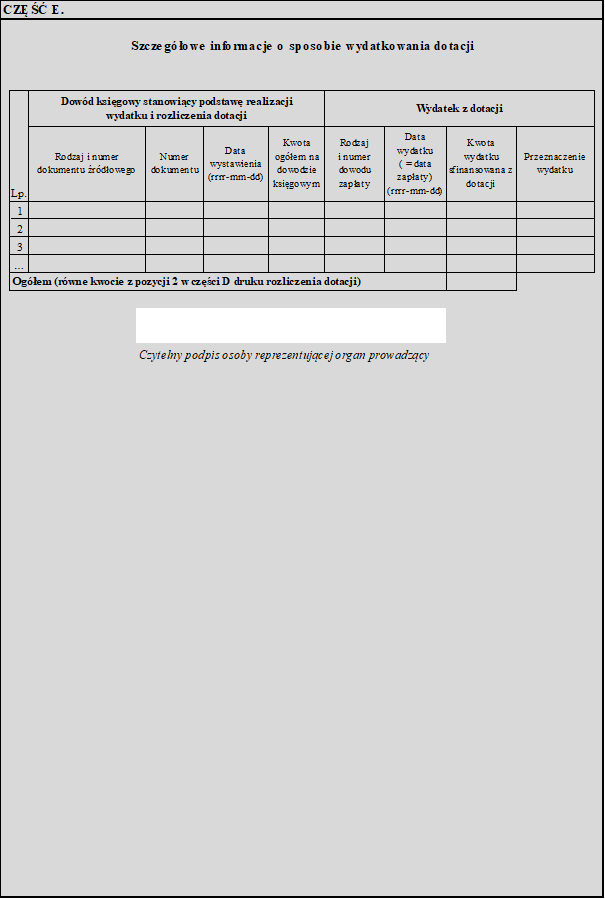 CZĘŚĆ E.
Szczegółowe informacje o sposobie wydatkowania dotacji
Dowód księgowy stanowiący podstawę realizacji
wydatku i rozliczenia dotacji
Wydatek z dotacji
Lp.
Rodzaj i numer
dokumentu źródłowego
Numer
dokumentu
Data
wystawienia
(rrrr-mm-dd)
Kwota
ogółem na
dowodzie
księgowym
Rodzaj
i numer
dowodu
zapłaty
Data
wydatku
( = data
zapłaty)
(rrrr-mm-dd)
Kwota
wydatku
sfinansowana z
dotacji
Przeznaczenie
wydatku
1
2
3
...
Ogółem (równe kwocie z pozycji 2 w części D druku rozliczenia dotacji)
Czytelny podpis osoby reprezentującej organ prowadzący